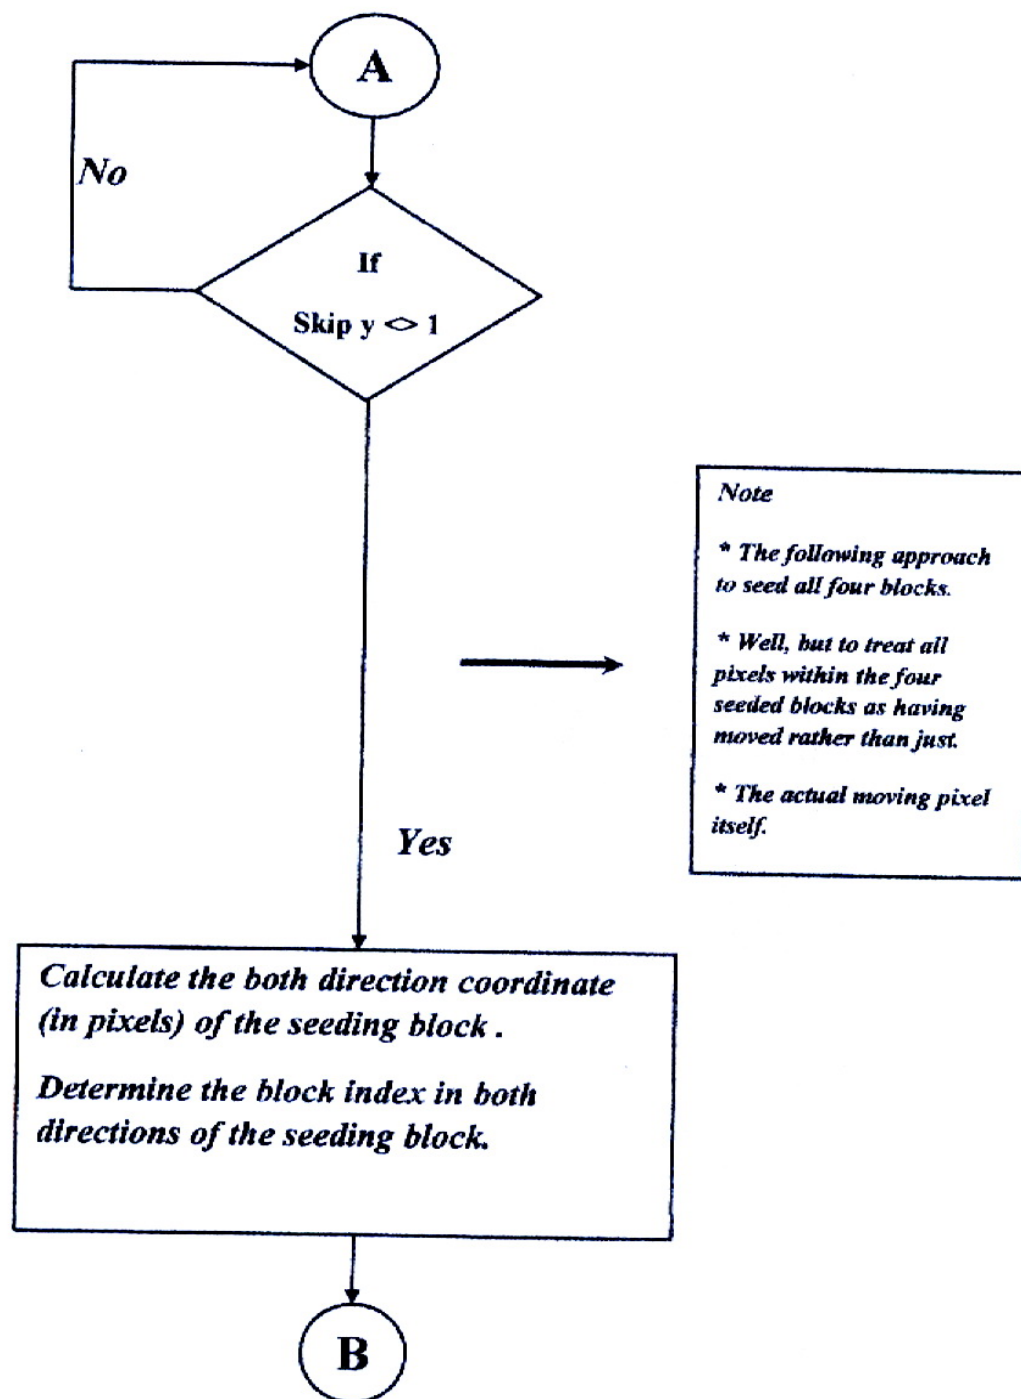 A
No
If
Skip y <> 1
Note
* The following approach
to seed all four blocks.
* Well, but to treat all
pixels within the four
seeded blocks as having
moved rather than just.
* The actual moving pixel
itself.
Yes
Calculate the both direction coordinate
(in pixels) of the seeding block .
Determine the block index in both
directions of the seeding block.
B